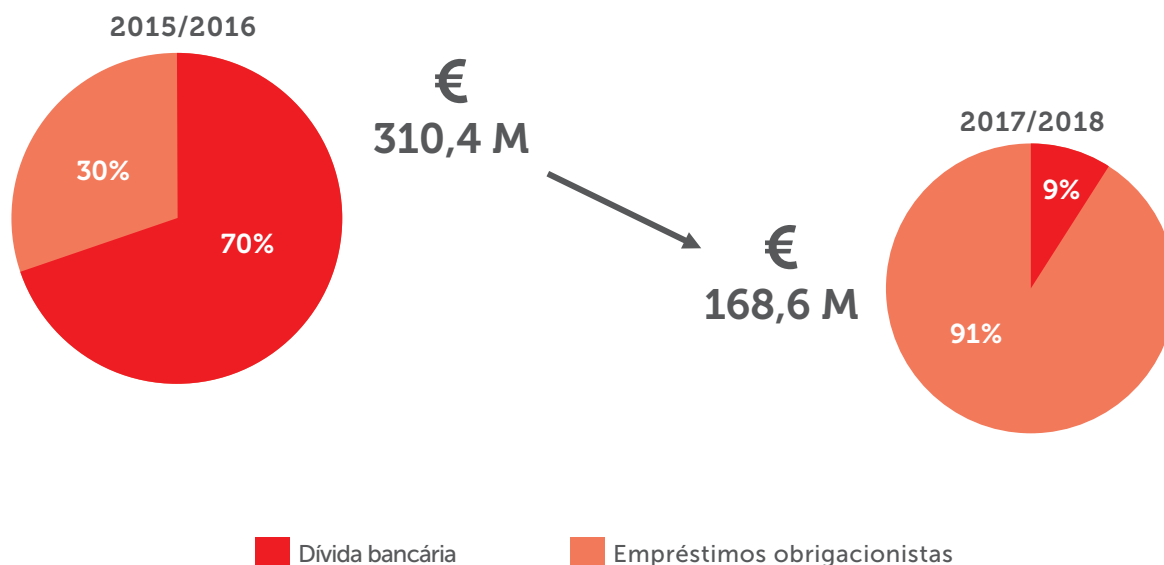 2015/2016
30%
70%
€
310,4 M
€
168,6 M
2017/2018
9%
91%
Dívida bancária
Empréstimos obrigacionistas